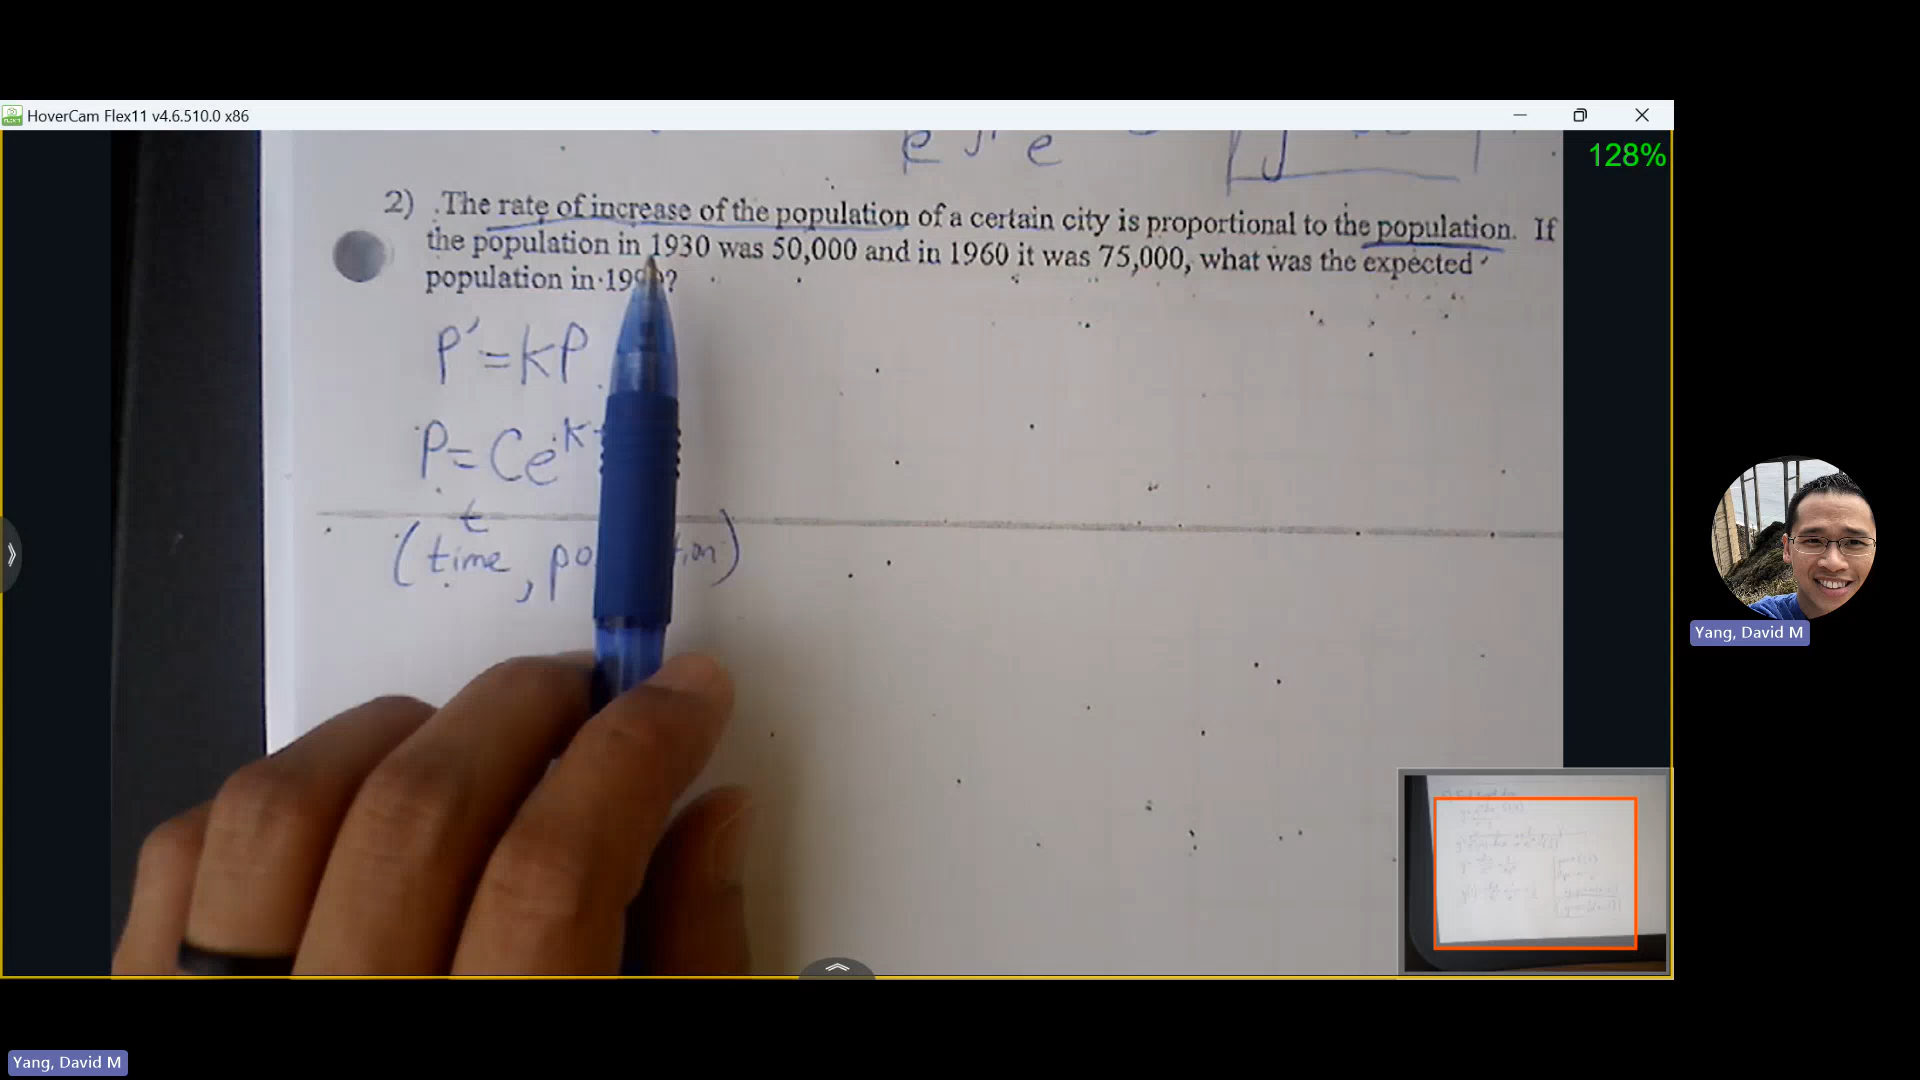 HoverCam Flex11 v4.6.510.0 x86
128%
2) The rate of increase of the population of a certain city is proportional to the population. If
the population in 1930 was 50,000 and in 1960 it was 75,000, what was the expected
population in
P' = kP
P = Ce^k
t
(time,
Yang, David M
Yang, David M